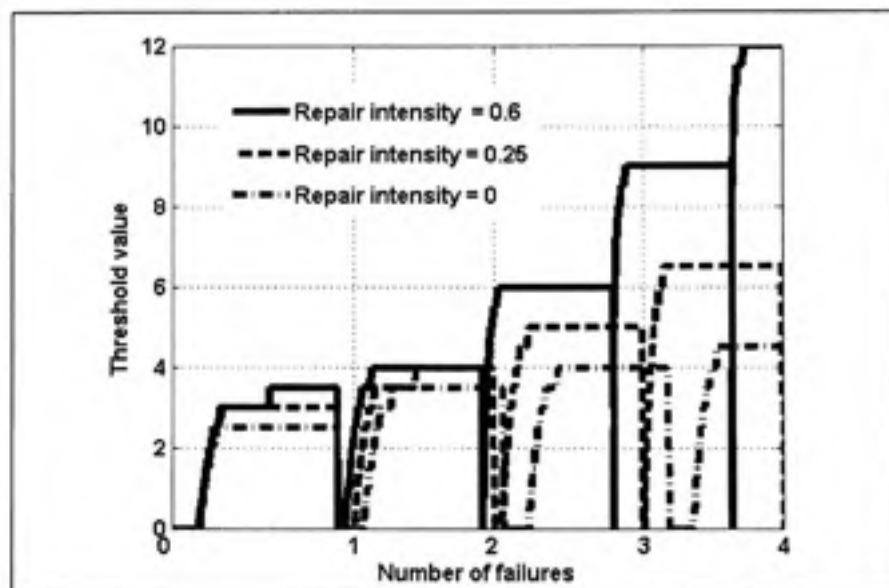 12
10
8
6
4
2
0
Threshold value
Repair intensity = 0.6
Repair intensity = 0.25
Repair intensity = 0
0 1 2 3 4
Number of failures